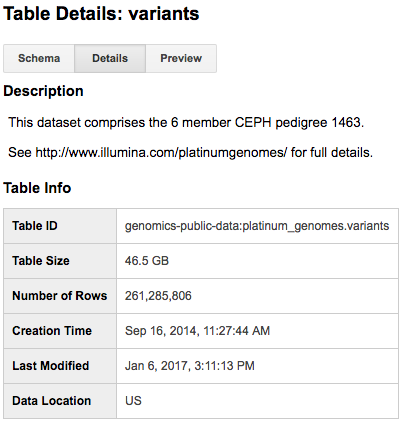 Table Details: variants
Schema Details Preview
Description
This dataset comprises the 6 member CEPH pedigree 1463.
See http://www.illumina.com/platinumgenomes/ for full details.
Table Info
Table ID genomics-public-data:platinum_genomes.variants
Table Size 46.5 GB
Number of Rows 261,285,806
Creation Time Sep 16, 2014, 11:27:44 AM
Last Modified Jan 6, 2017, 3:11:13 PM
Data Location US